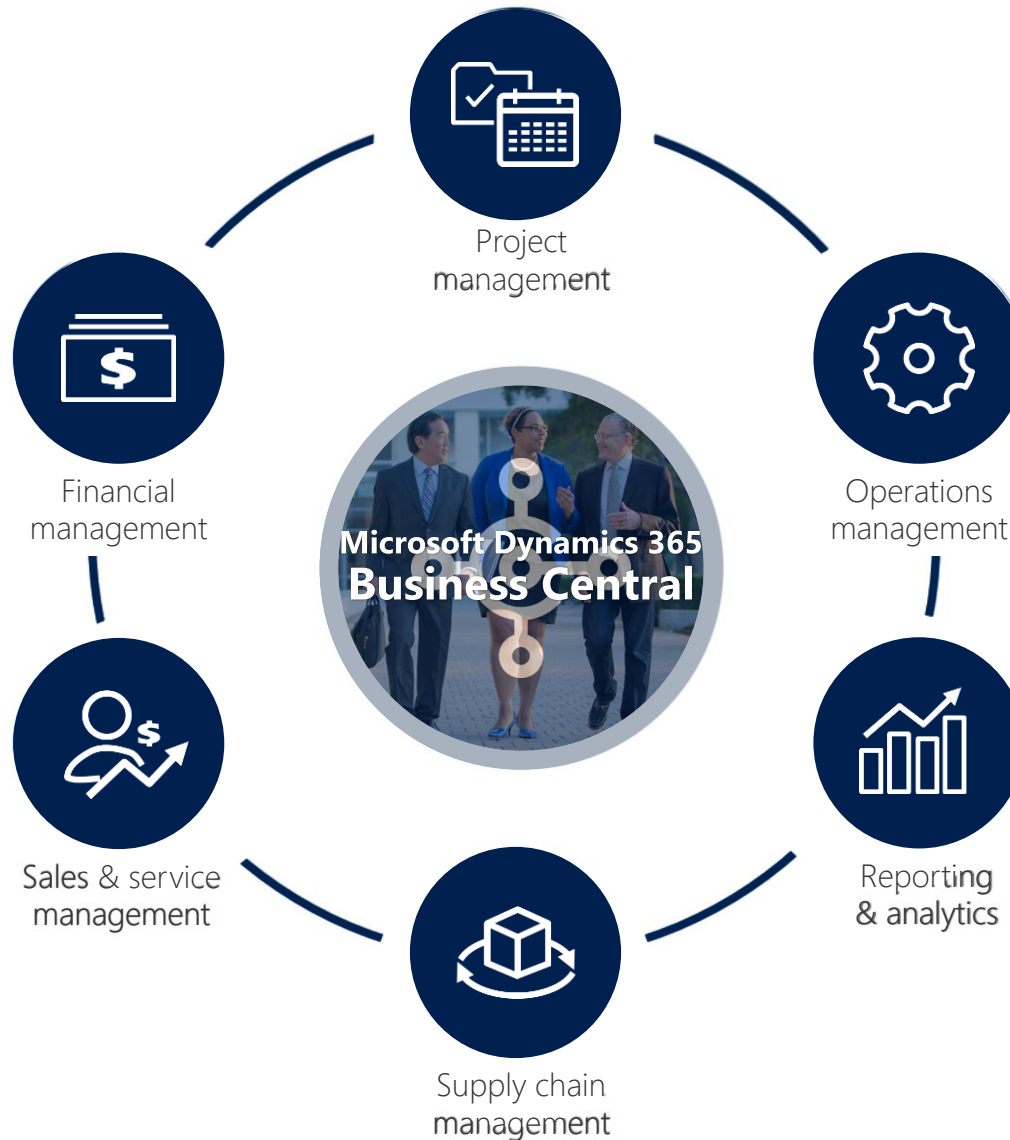 Project
management
Financial
management
Operations
management
Microsoft Dynamics 365
Business Central
Sales & service
management
Reporting
& analytics
Supply chain
management
$
$